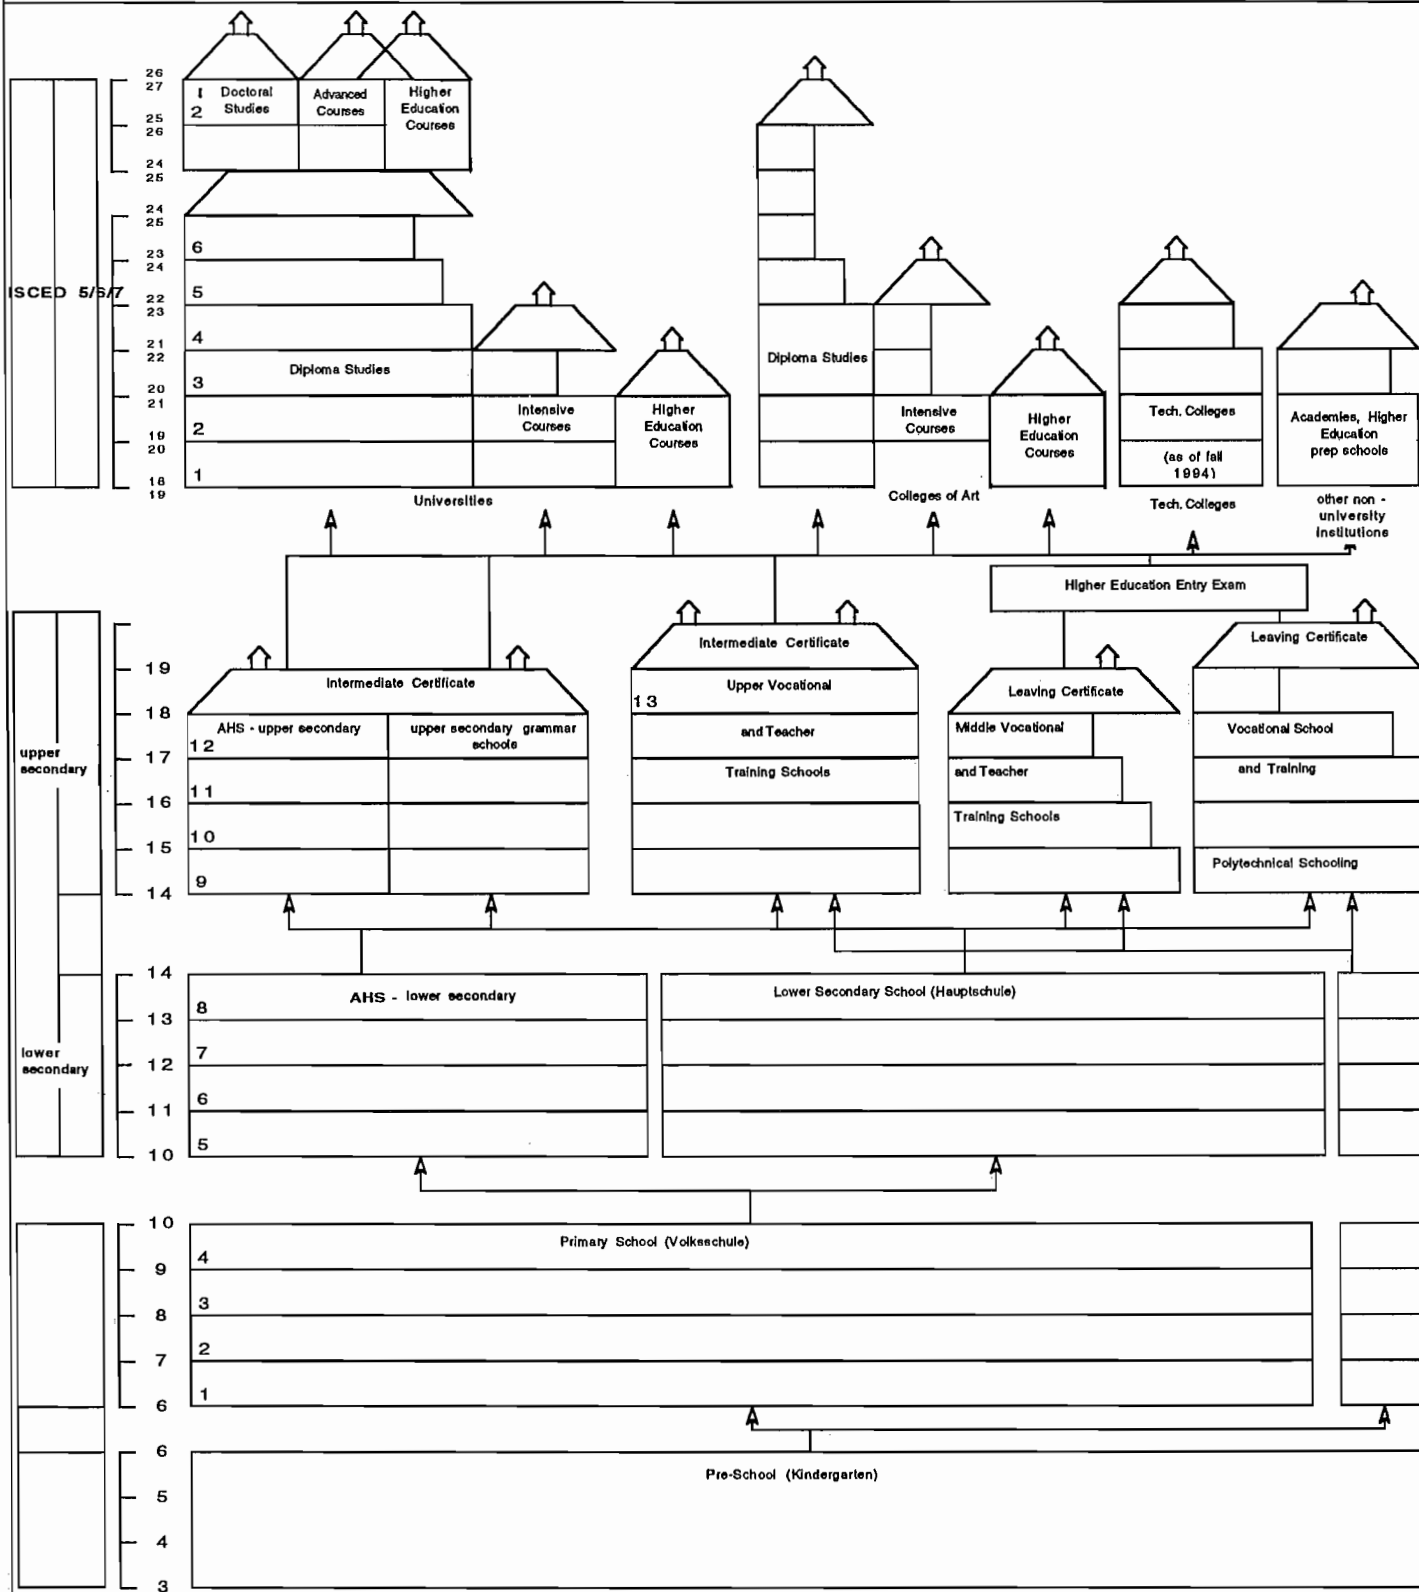 26
27
1 Doctoral Advanced Higher
2 Studies Courses Education
Courses
25
26
24
25
24
25
6
23
24
ISCED 5/6/7
5
22
23
4
21
22
Diploma Studies
Diploma Studies
3
20
21
Intensive Higher
Courses Education
Courses
Intensive
Courses
Higher
Education
Courses
Tech. Colleges
Academies, Higher
Education
prep schools
2
19
20
(as of fall
1994)
1
18
19
Universities
Colleges of Art
Tech. Colleges
other non -
university
institutions
Higher Education Entry Exam
Intermediate Certificate
Leaving Certificate
19
Intermediate Certificate
Upper Vocational
13
Leaving Certificate
18
AHS - upper secondary
12
upper secondary grammar
schools
and Teacher
Middle Vocational
Vocational School
upper
secondary
17
Training Schools
and Teacher
and Training
11
16
Training Schools
10
15
Polytechnical Schooling
9
14
14
AHS - lower secondary
Lower Secondary School (Hauptschule)
8
13
lower
secondary
7
12
6
11
5
10
10
Primary School (Volksschule)
4
9
3
8
2
7
1
6
6
Pre-School (Kindergarten)
5
4
3